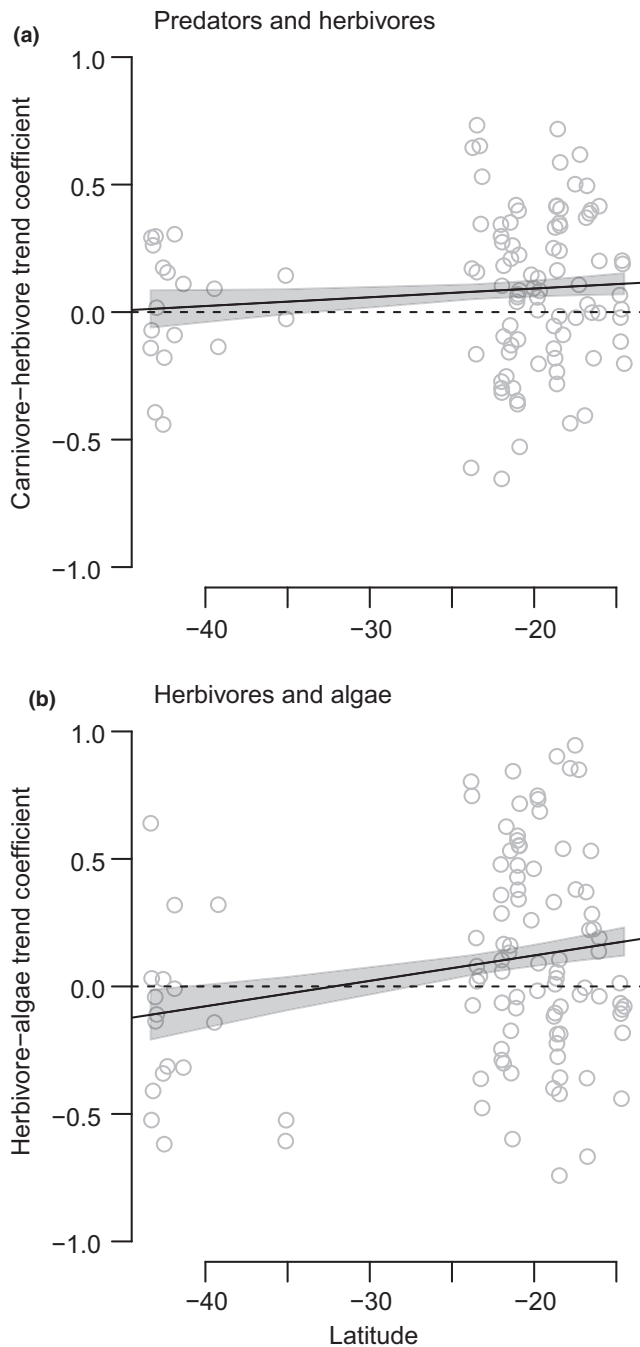 (a) Predators and herbivores
Carnivore−herbivore trend coefficient
1.0
0.5
0.0
−0.5
−1.0
−40 −30 −20
(b) Herbivores and algae
Herbivore−algae trend coefficient
1.0
0.5
0.0
−0.5
−1.0
−40 −30 −20
Latitude